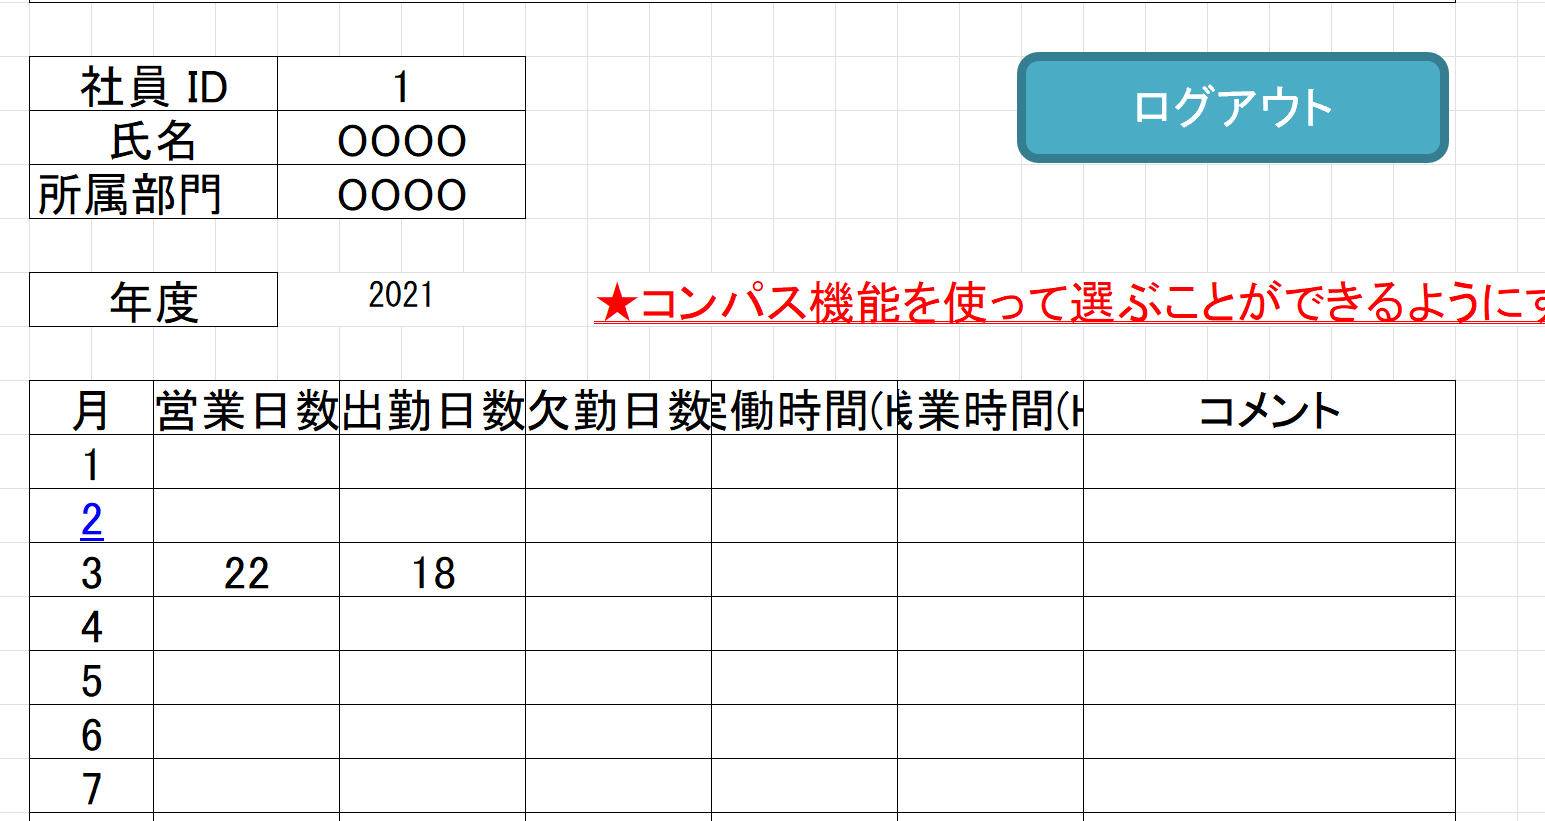 社員 ID 1
ログアウト
氏名 〇〇〇〇
所属部門 〇〇〇〇
年度 2021 ★コンパス機能を使って選ぶことができるように
月 営業日数 出勤日数 欠勤日数 働時間( 業時間( コメント
1
2
3 22 18
4
5
6
7